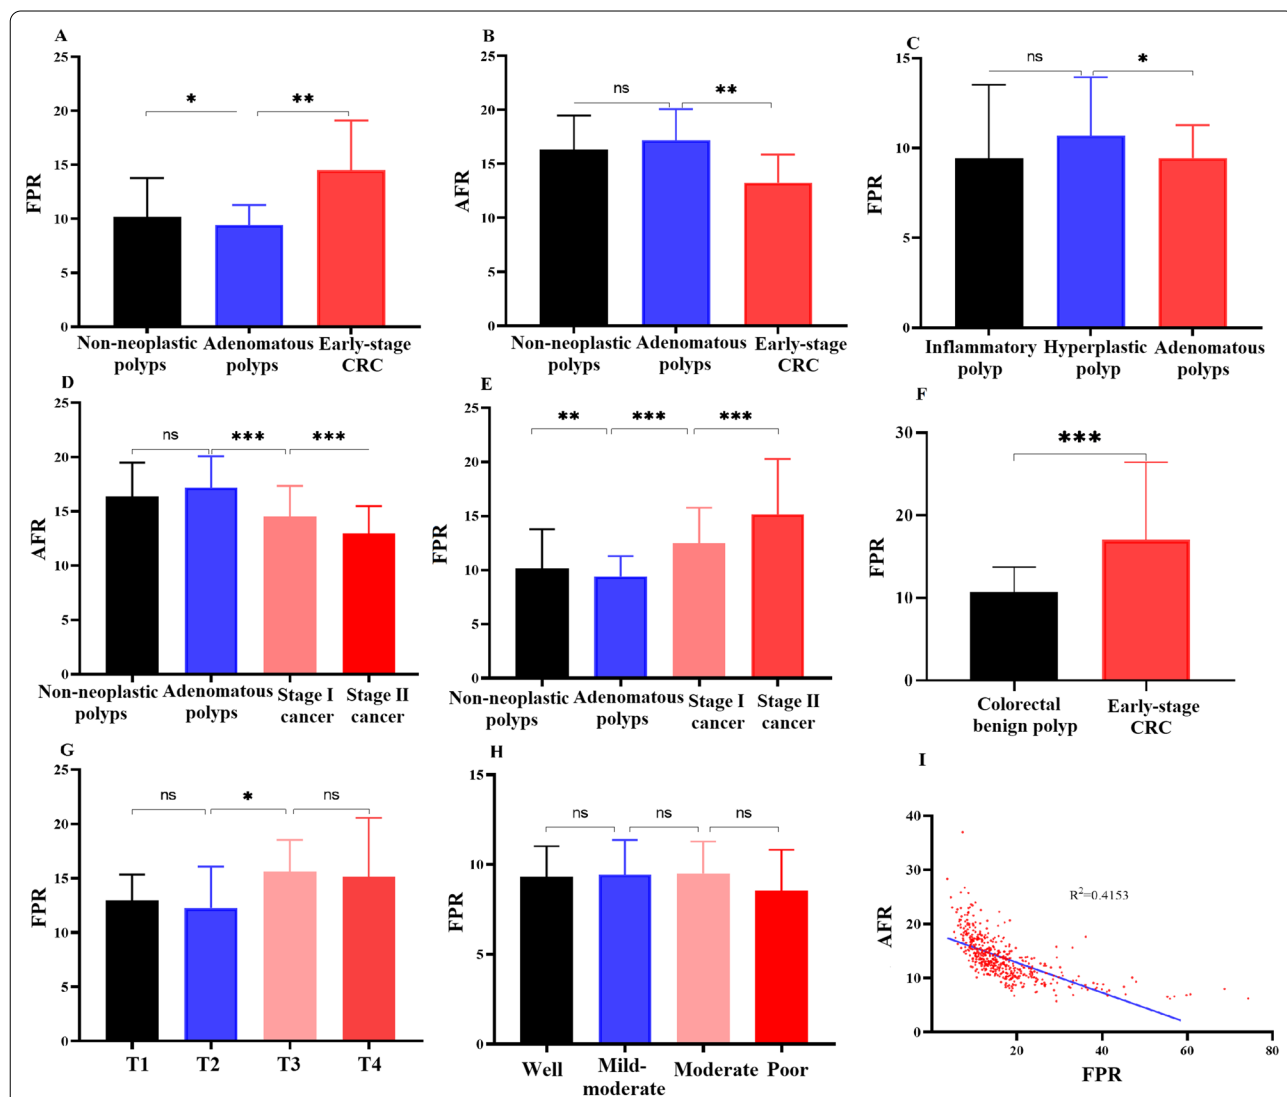 A
25
20
15
10
5
0
FPR
*
**
Non-neoplastic
polyps
Adenomatous
polyps
Early-stage
CRC
B
25
20
15
10
5
0
AFR
ns
**
Non-neoplastic
polyps
Adenomatous
polyps
Early-stage
CRC
C
15
10
5
0
FPR
ns
*
Inflammatory
polyp
Hyperplastic
polyp
Adenomatous
polyps
D
25
20
15
10
5
0
AFR
ns
***
***
Non-neoplastic
polyps
Adenomatous
polyps
Stage I
cancer
Stage II
cancer
E
25
20
15
10
5
0
FPR
**
***
***
Non-neoplastic
polyps
Adenomatous
polyps
Stage I
cancer
Stage II
cancer
F
30
20
10
0
FPR
***
Colorectal
benign polyp
Early-stage
CRC
G
25
20
15
10
5
0
FPR
ns
*
ns
T1
T2
T3
T4
H
15
10
5
0
FPR
ns
ns
ns
Well
Mild-
moderate
Moderate
Poor
I
40
30
20
10
0
AFR
R²=0.4153
20
40
60
80
FPR